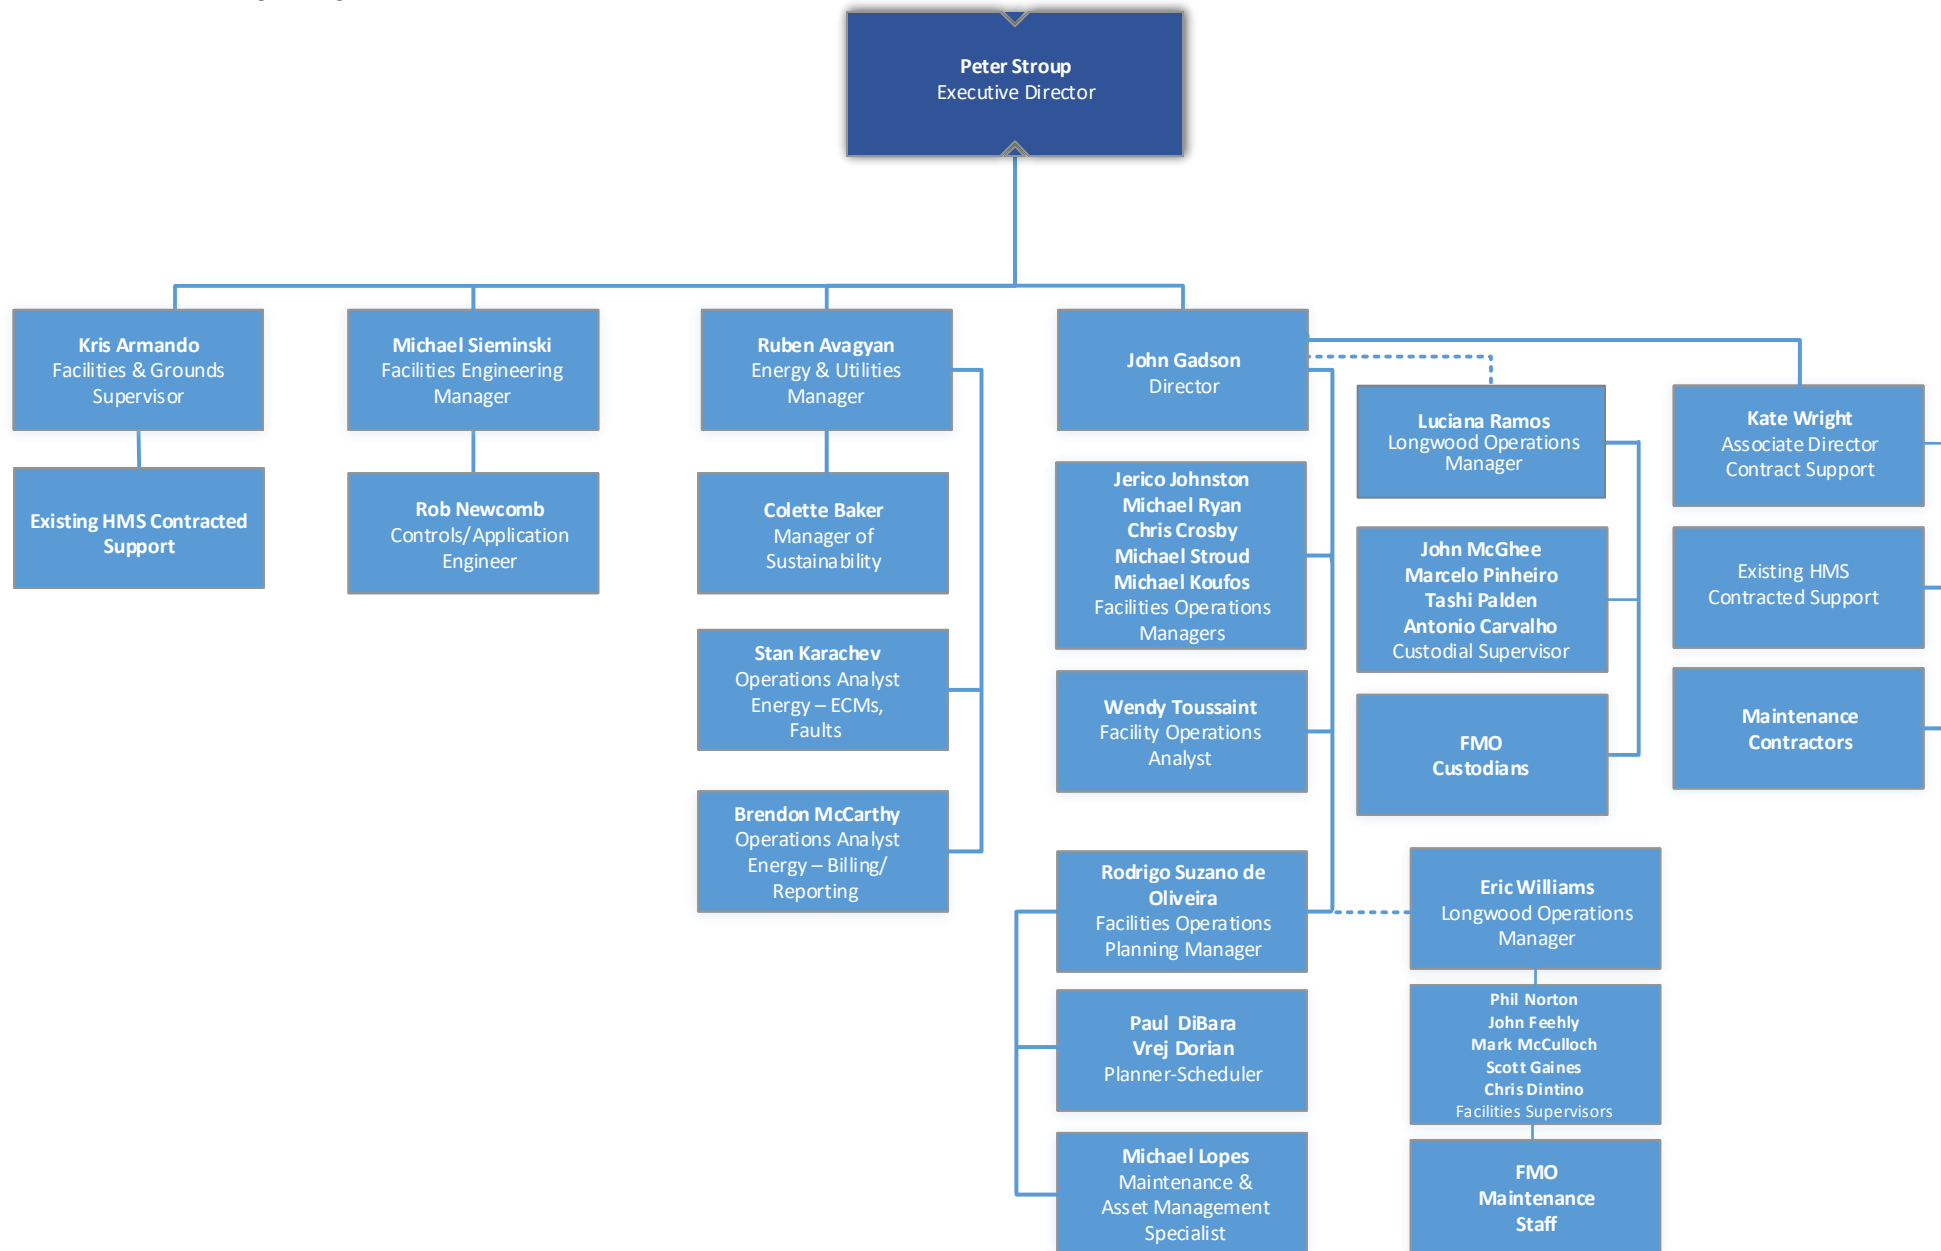 Peter Stroup
Executive Director
Kris Armando
Facilities & Grounds
Supervisor
Existing HMS Contracted
Support
Michael Sieminski
Facilities Engineering
Manager
Rob Newcomb
Controls/Application
Engineer
Ruben Avagyan
Energy & Utilities
Manager
Colette Baker
Manager of
Sustainability
Stan Karachev
Operations Analyst
Energy – ECMs,
Faults
Brendon McCarthy
Operations Analyst
Energy – Billing/
Reporting
John Gadson
Director
Jerico Johnston
Michael Ryan
Chris Crosby
Michael Stroud
Michael Koufos
Facilities Operations
Managers
Wendy Toussaint
Facility Operations
Analyst
Rodrigo Suzano de
Oliveira
Facilities Operations
Planning Manager
Paul DiBara
Vrej Dorian
Planner-Scheduler
Michael Lopes
Maintenance &
Asset Management
Specialist
Luciana Ramos
Longwood Operations
Manager
John McGhee
Marcelo Pinheiro
Tashi Palden
Antonio Carvalho
Custodial Supervisor
FMO
Custodians
Eric Williams
Longwood Operations
Manager
Phil Norton
John Feehly
Mark McCulloch
Scott Gaines
Chris Dintino
Facilities Supervisors
FMO
Maintenance
Staff
Kate Wright
Associate Director
Contract Support
Existing HMS
Contracted Support
Maintenance
Contractors